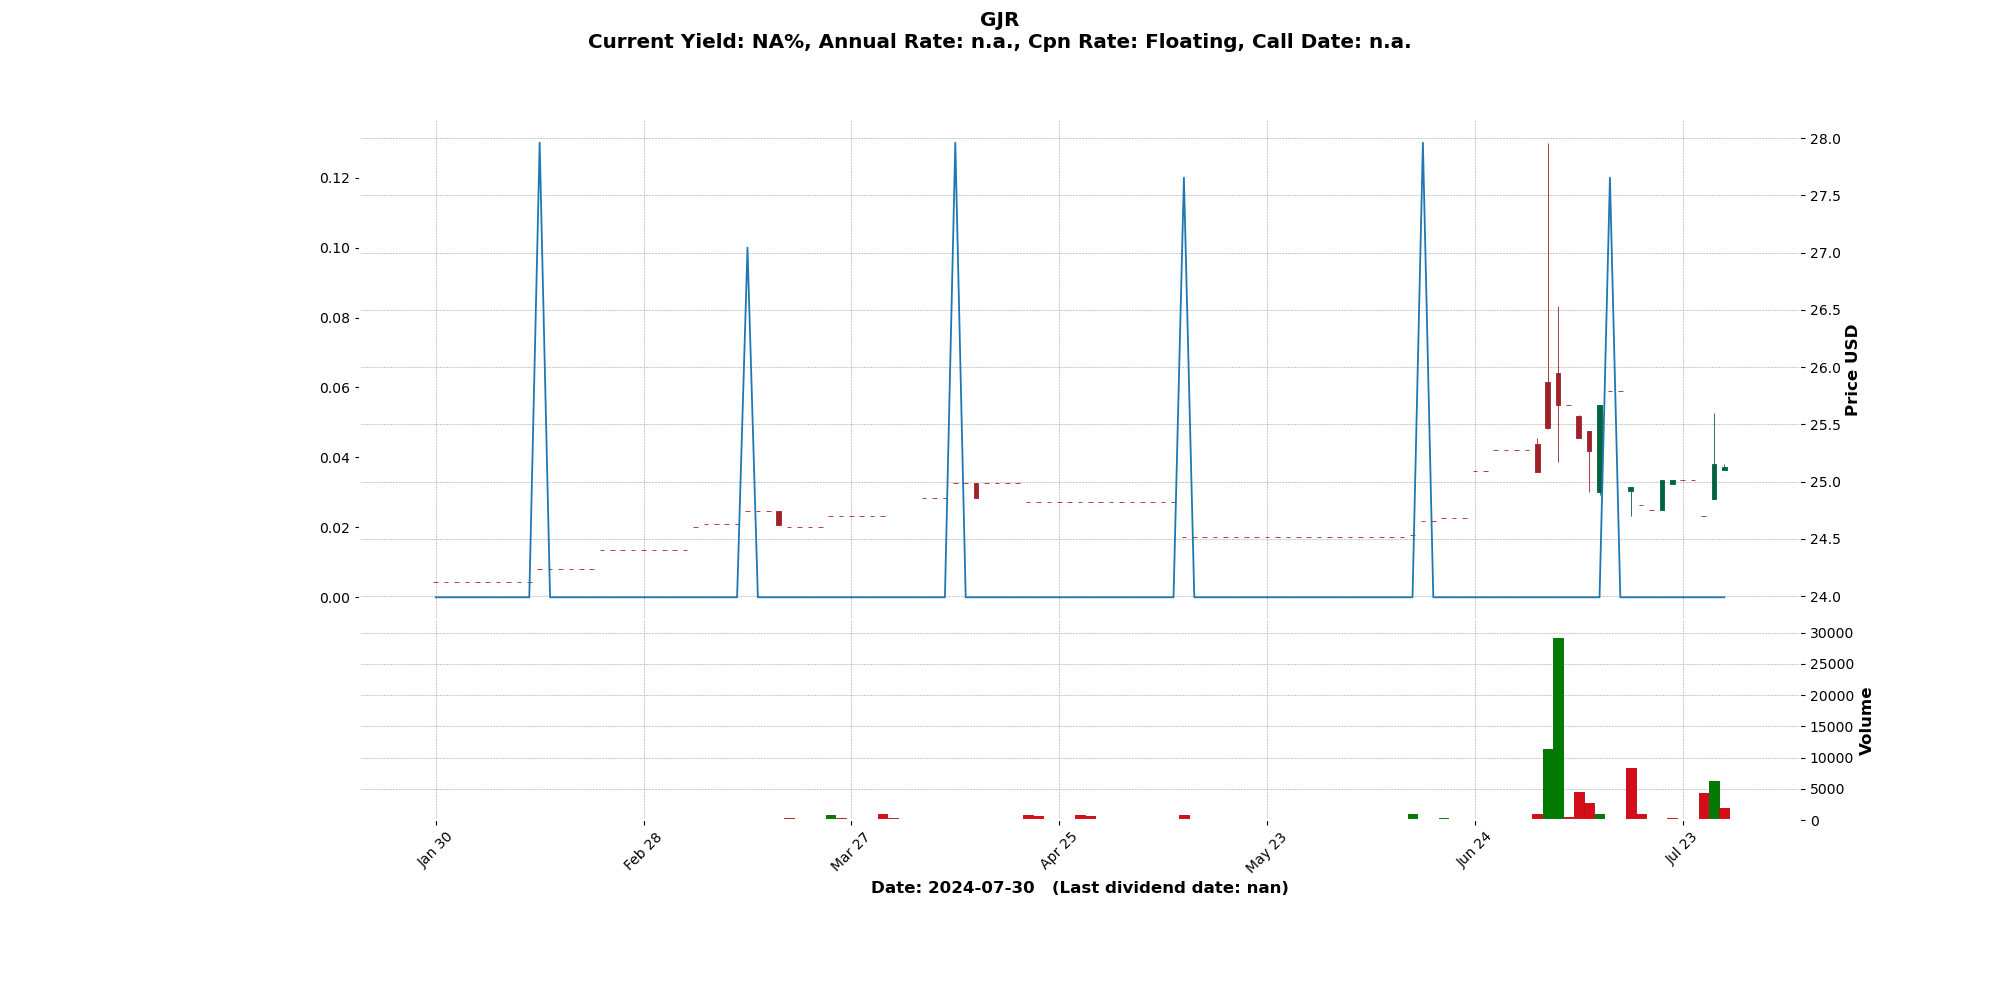 GJR
Current Yield: NA%, Annual Rate: n.a., Cpn Rate: Floating, Call Date: n.a.
0.12
0.10
0.08
0.06
0.04
0.02
0.00
28.0
27.5
27.0
26.5
26.0
25.5
25.0
24.5
24.0
Price USD
30000
25000
20000
15000
10000
5000
0
Volume
Jan 30
Feb 28
Mar 27
Apr 25
May 23
Jun 24
Jul 23
Date: 2024-07-30 (Last dividend date: nan)